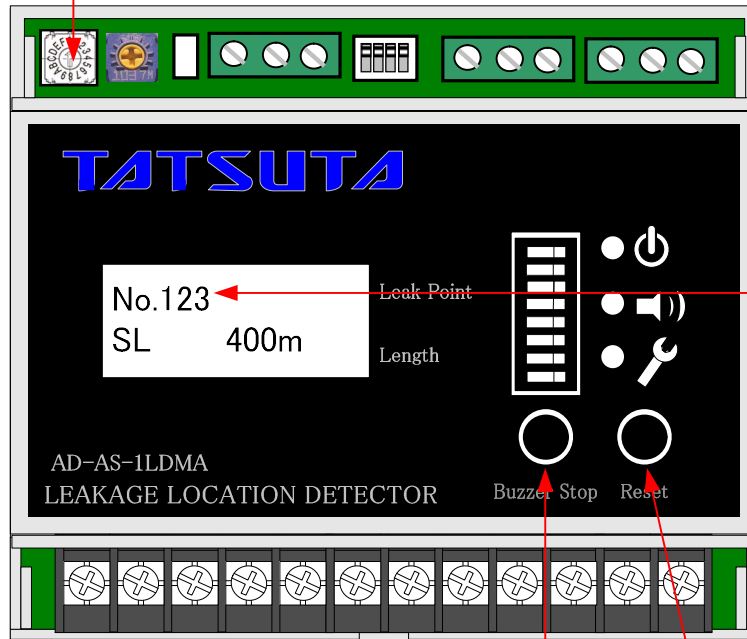 TATSUTA
No.123
Leak Point
SL 400m
Length
AD-AS-1LDMA
LEAKAGE LOCATION DETECTOR
Buzzer Stop
Reset